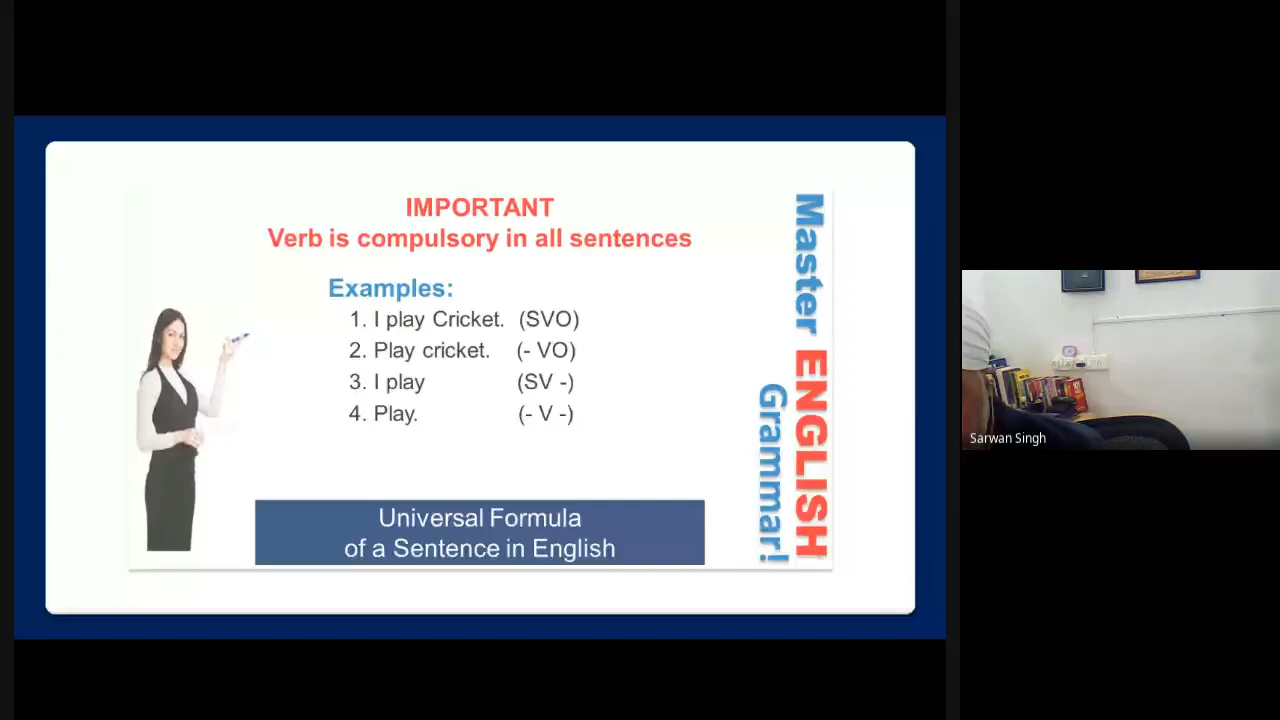 IMPORTANT
Verb is compulsory in all sentences
Examples:
1. I play Cricket. (SVO)
2. Play cricket. (- VO)
3. I play (SV -)
4. Play. (- V -)
Universal Formula
of a Sentence in English
Master ENGLISH
Grammar!
Sarwan Singh